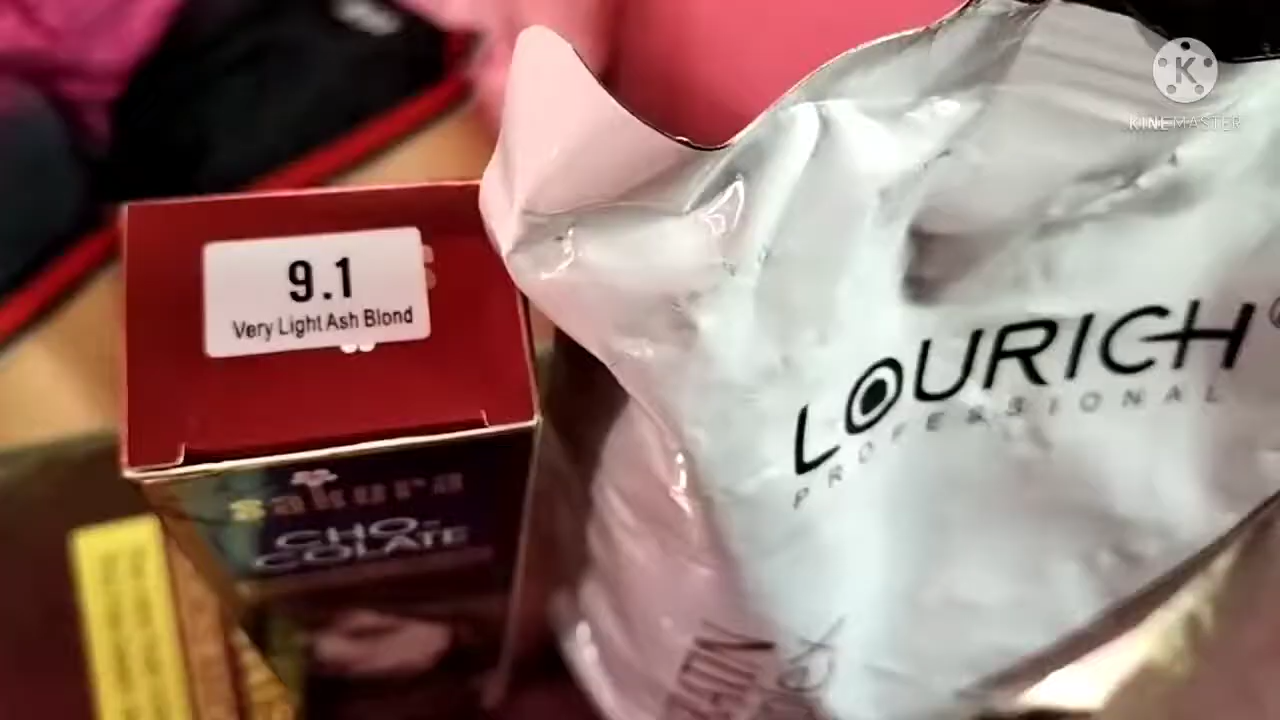 K
KINEMASTER
9.1
Very Light Ash Blond
sakura
CHO-
COLATE
LOURICH
PROFESSIONAL